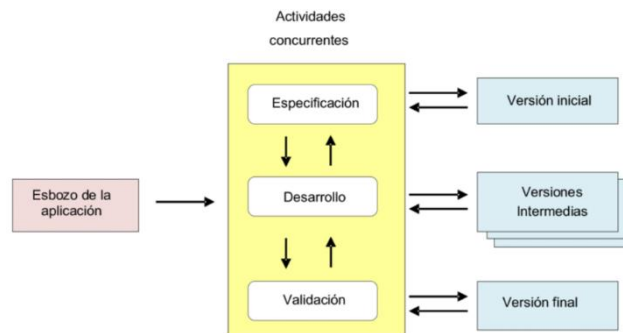 Actividades
concurrentes
Especificación
Versión inicial
Esbozo de la
aplicación
Desarrollo
Versiones
Intermedias
Validación
Versión final